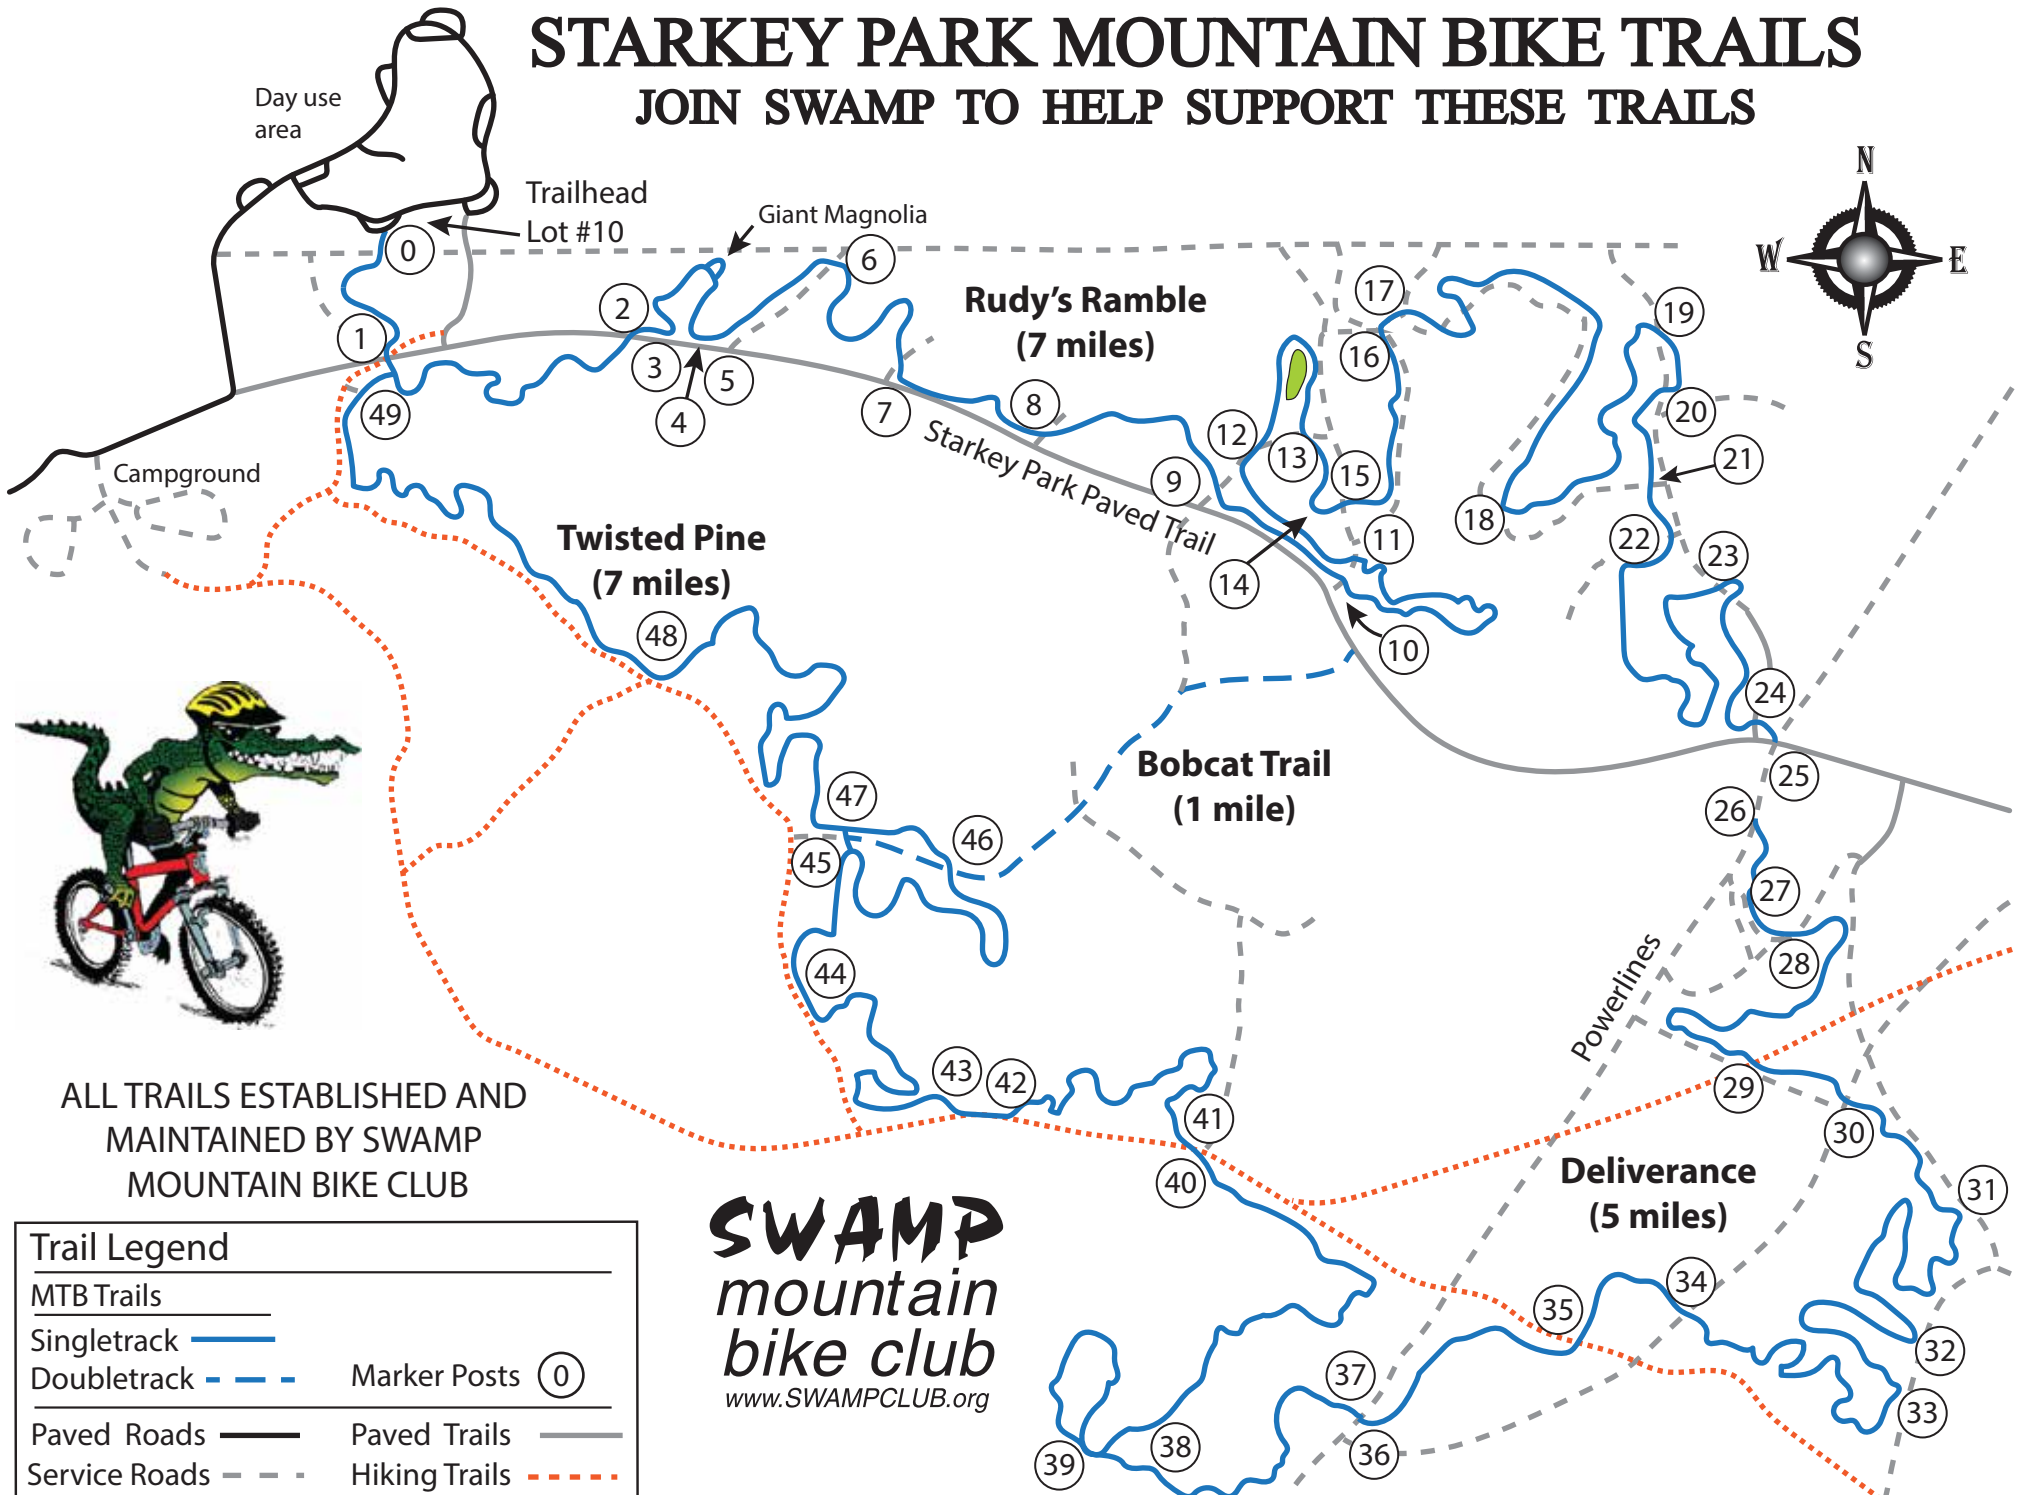 STARKEY PARK MOUNTAIN BIKE TRAILS
JOIN SWAMP TO HELP SUPPORT THESE TRAILS
Day use
area
Trailhead
Lot #10
Giant Magnolia
N
W
E
S
0
1
2
3
4
5
6
7
8
9
10
11
12
13
14
15
16
17
18
19
20
21
22
23
24
25
26
27
28
29
30
31
32
33
34
35
36
37
38
39
40
41
42
43
44
45
46
47
48
49
Rudy's Ramble
(7 miles)
Starkey Park Paved Trail
Campground
Twisted Pine
(7 miles)
Bobcat Trail
(1 mile)
Powerlines
Deliverance
(5 miles)
ALL TRAILS ESTABLISHED AND
MAINTAINED BY SWAMP
MOUNTAIN BIKE CLUB
SWAMP
mountain
bike club
www.SWAMPCLUB.org
Trail Legend
MTB Trails
Singletrack
Doubletrack
Marker Posts 0
Paved Roads
Paved Trails
Service Roads
Hiking Trails